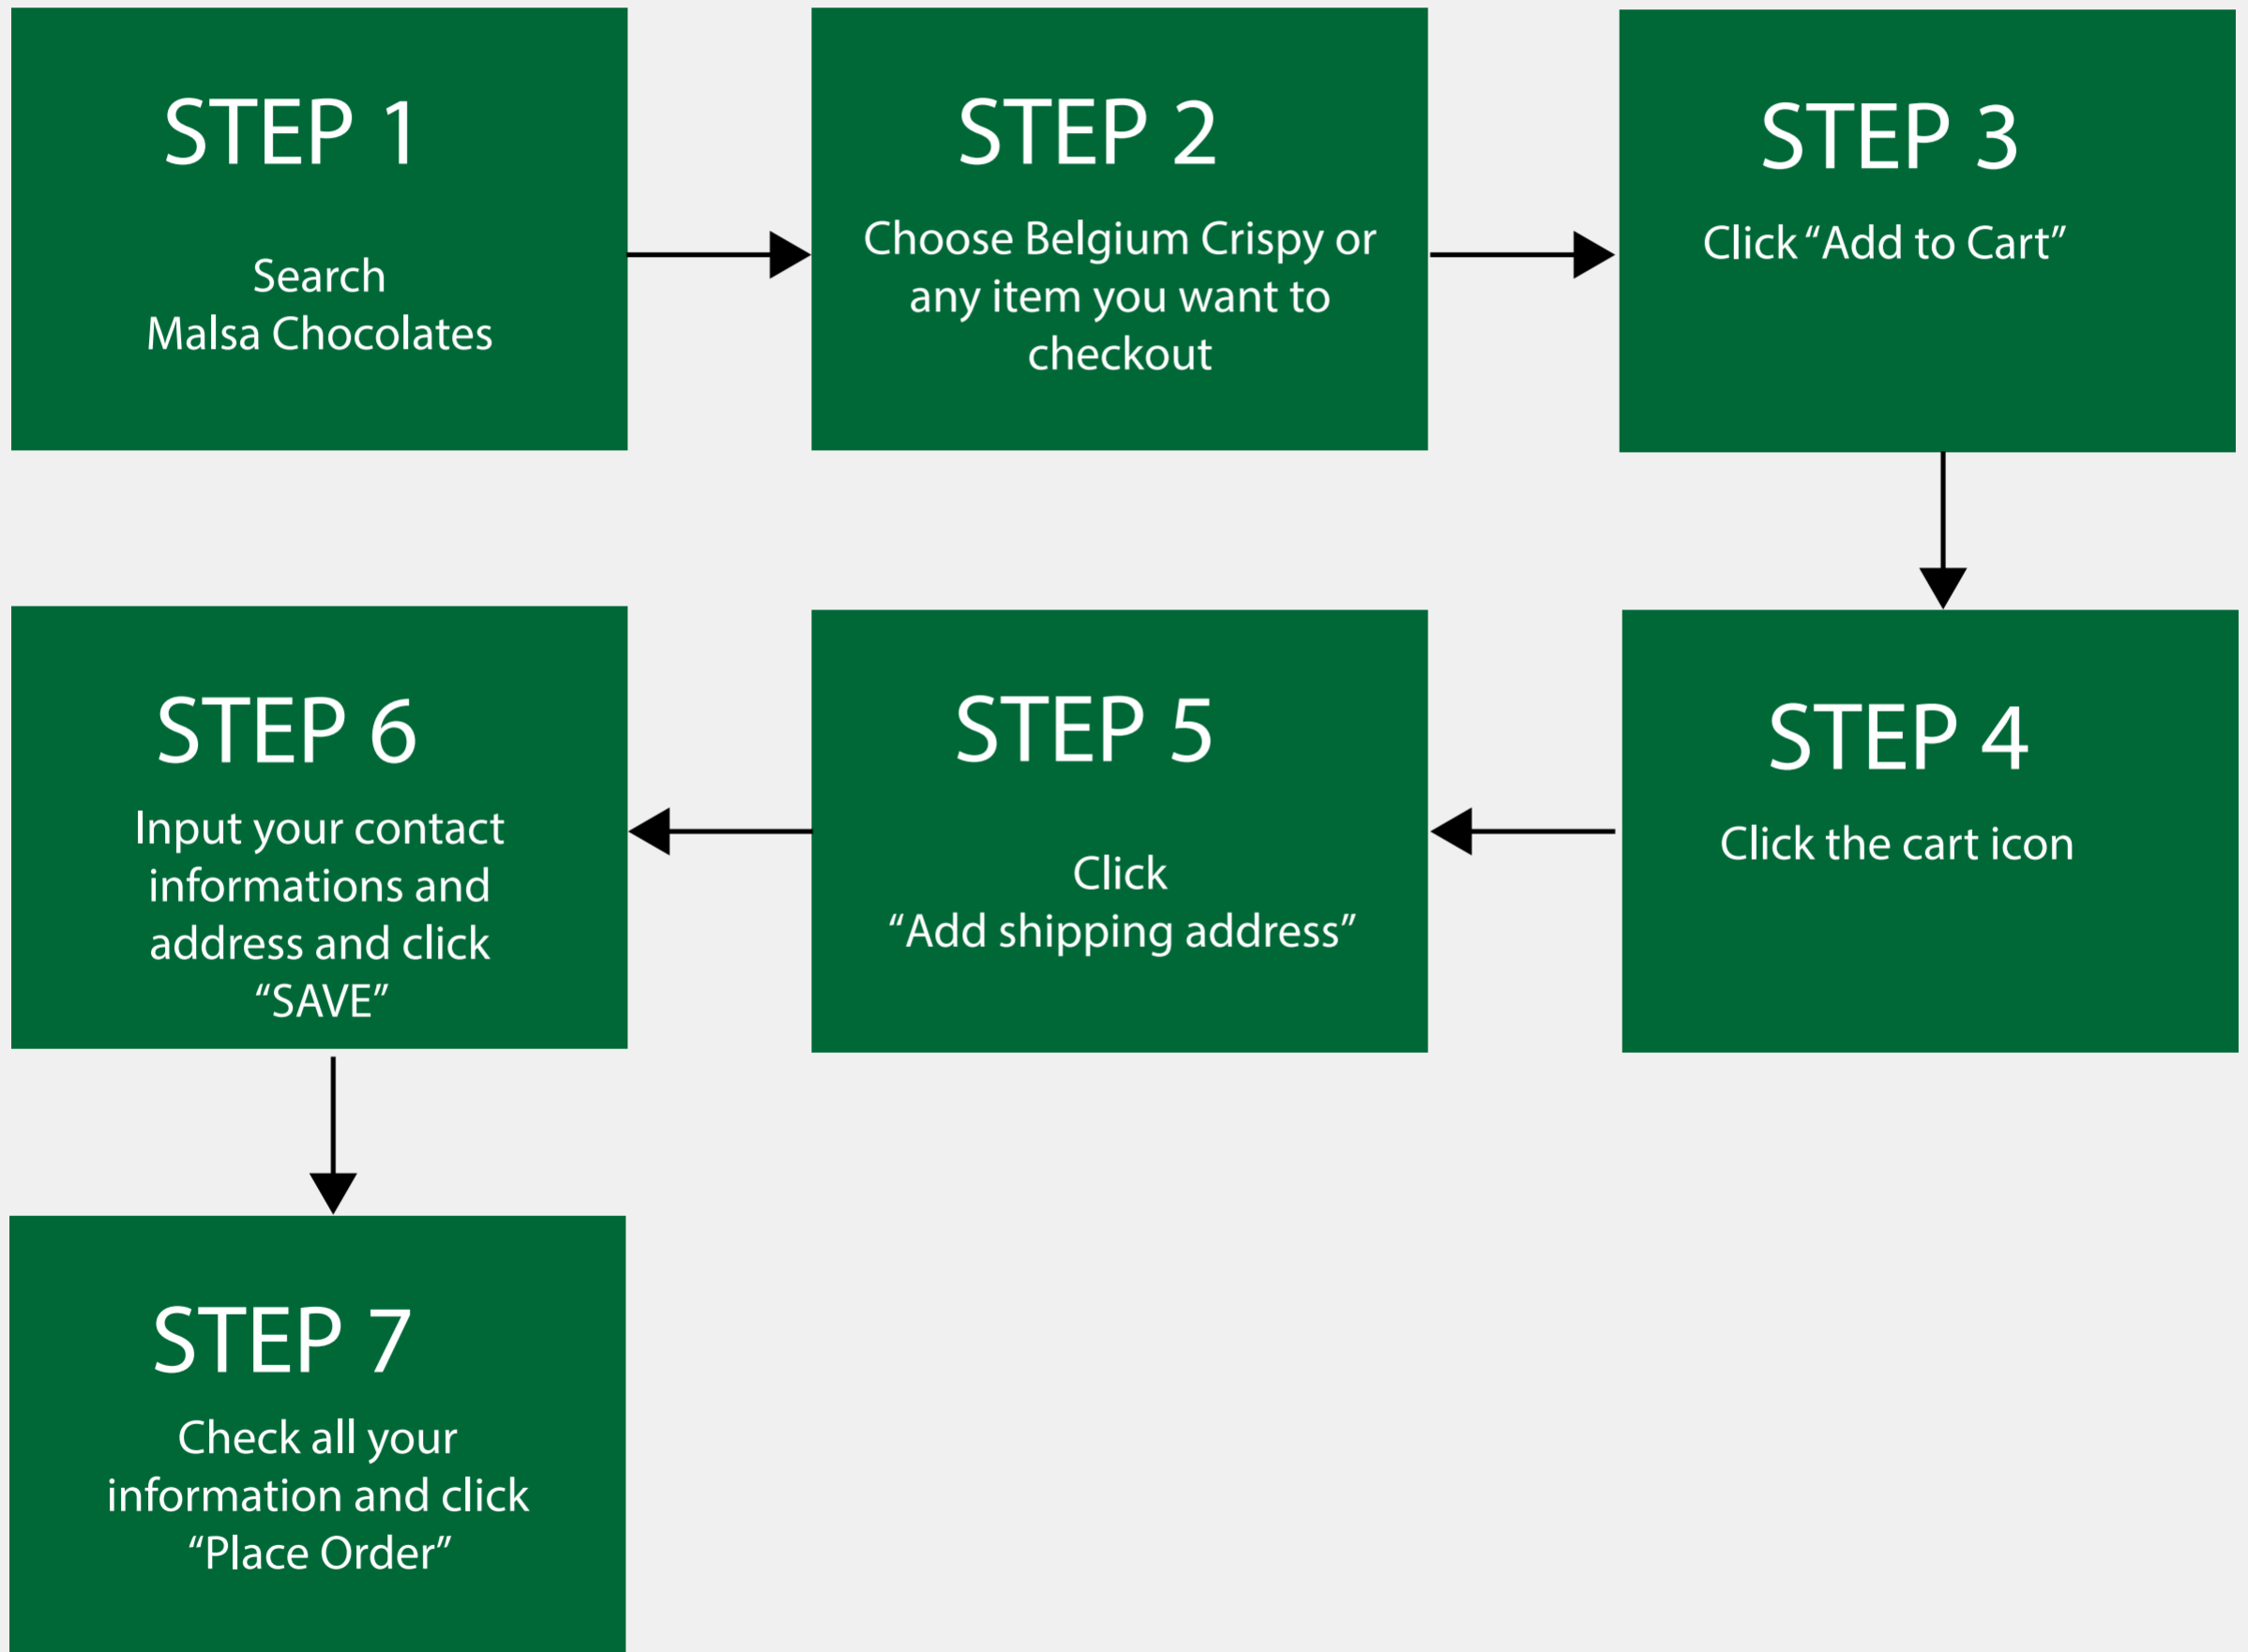 STEP 1
Search
Malsa Chocolates
STEP 2
Choose Belgium Crispy or
any item you want to
checkout
STEP 3
Click “Add to Cart”
STEP 4
Click the cart icon
STEP 5
Click
“Add shipping address”
STEP 6
Input your contact
informations and
address and click
“SAVE”
STEP 7
Check all your
information and click
“Place Order”